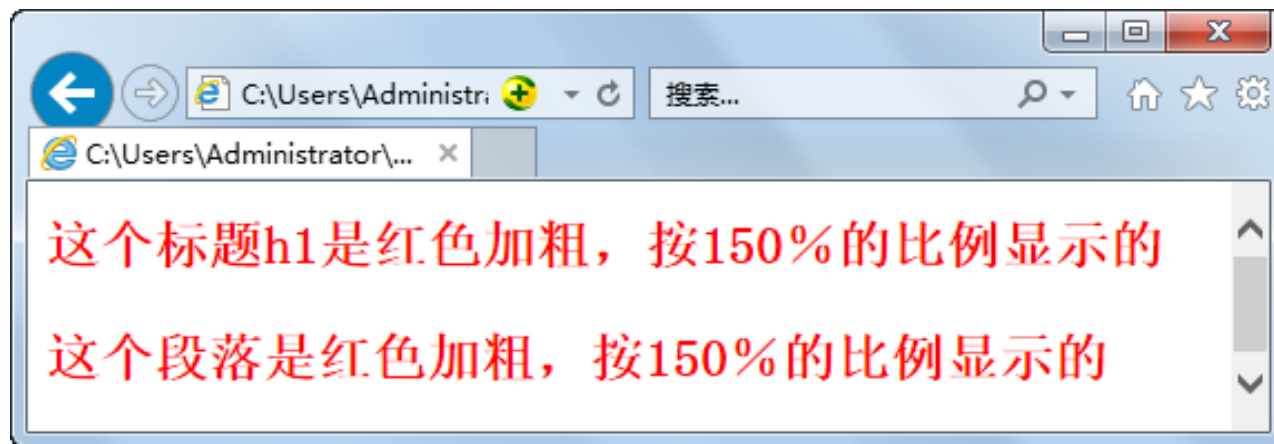 C:\Users\Administr
搜索...
C:\Users\Administrator\...
这个标题h1是红色加粗，按150％的比例显示的
这个段落是红色加粗，按150％的比例显示的